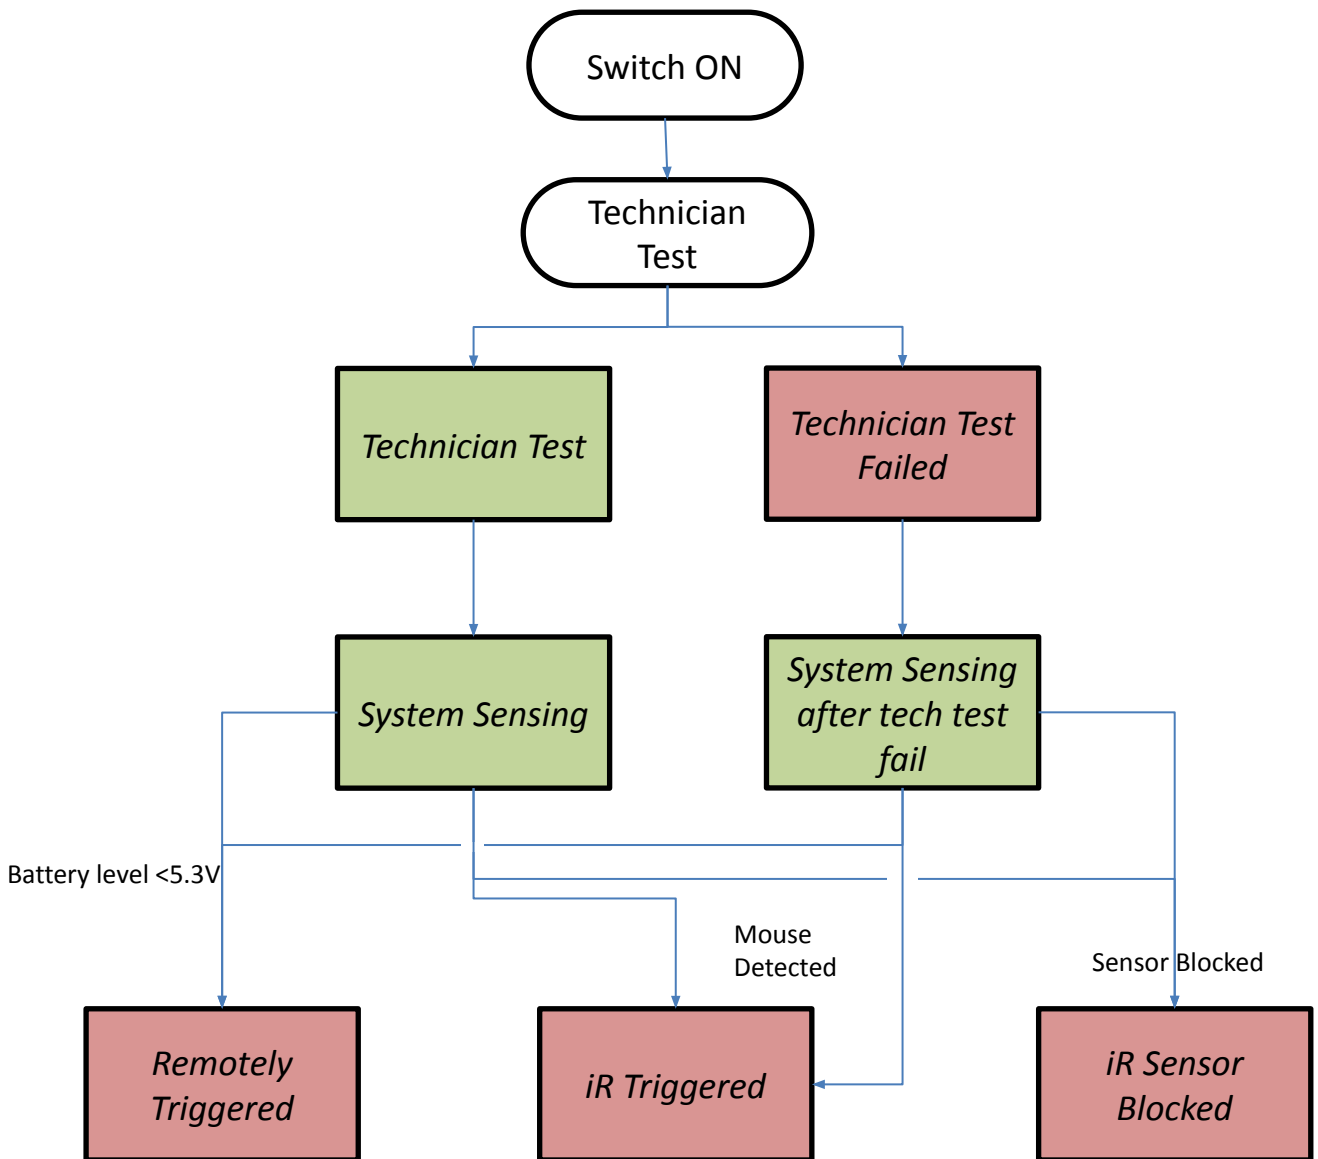 Switch ON
Technician
Test
Technician Test
Technician Test
Failed
System Sensing
System Sensing
after tech test
fail
Battery level <5.3V
Mouse
Detected
Sensor Blocked
Remotely
Triggered
iR Triggered
iR Sensor
Blocked